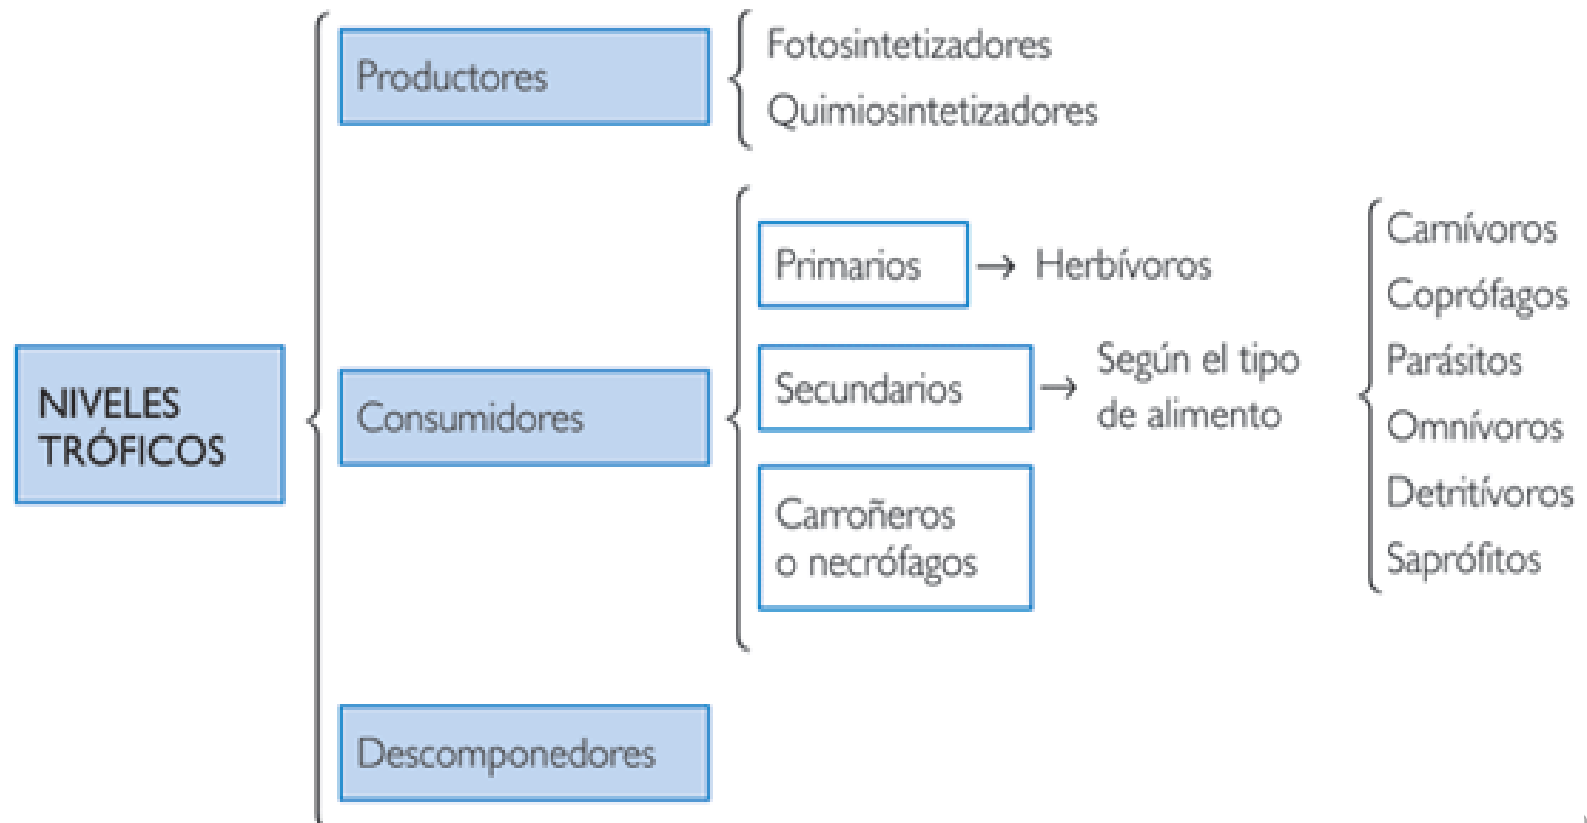 NIVELES
TRÓFICOS
Productores
Fotosintetizadores
Quimiosintetizadores
Consumidores
Primarios → Herbívoros
Secundarios → Según el tipo
de alimento
Carnívoros
Coprófagos
Parásitos
Omnívoros
Detritívoros
Saprófitos
Carroñeros
o necrófagos
Descomponedores